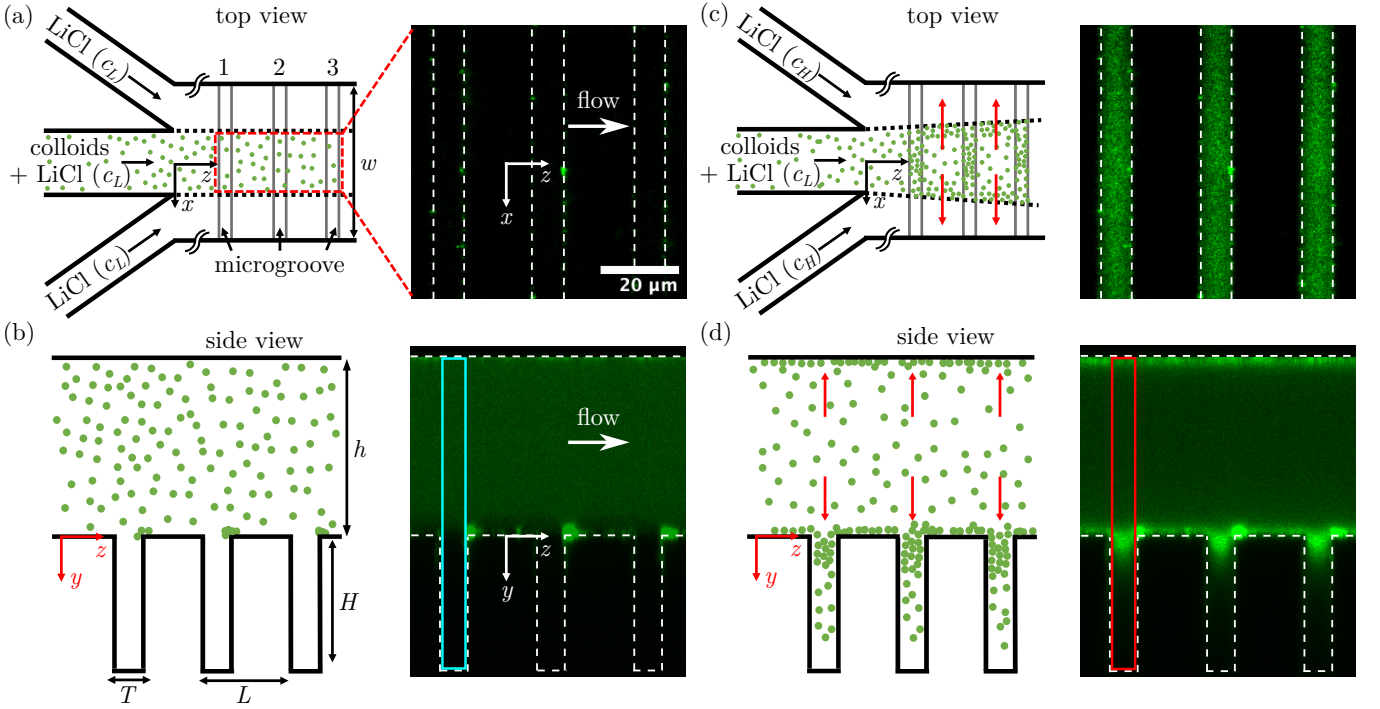 (a)
top view
LiCl (c_L)
1 2 3
colloids
+ LiCl (c_L)
z
x
w
LiCl (c_L)
microgroove
flow
z
x
20 μm
(c)
top view
LiCl (c_H)
colloids
+ LiCl (c_L)
z
x
LiCl (c_H)
(b)
side view
h
z
y
H
T
L
flow
z
y
(d)
side view
z
y